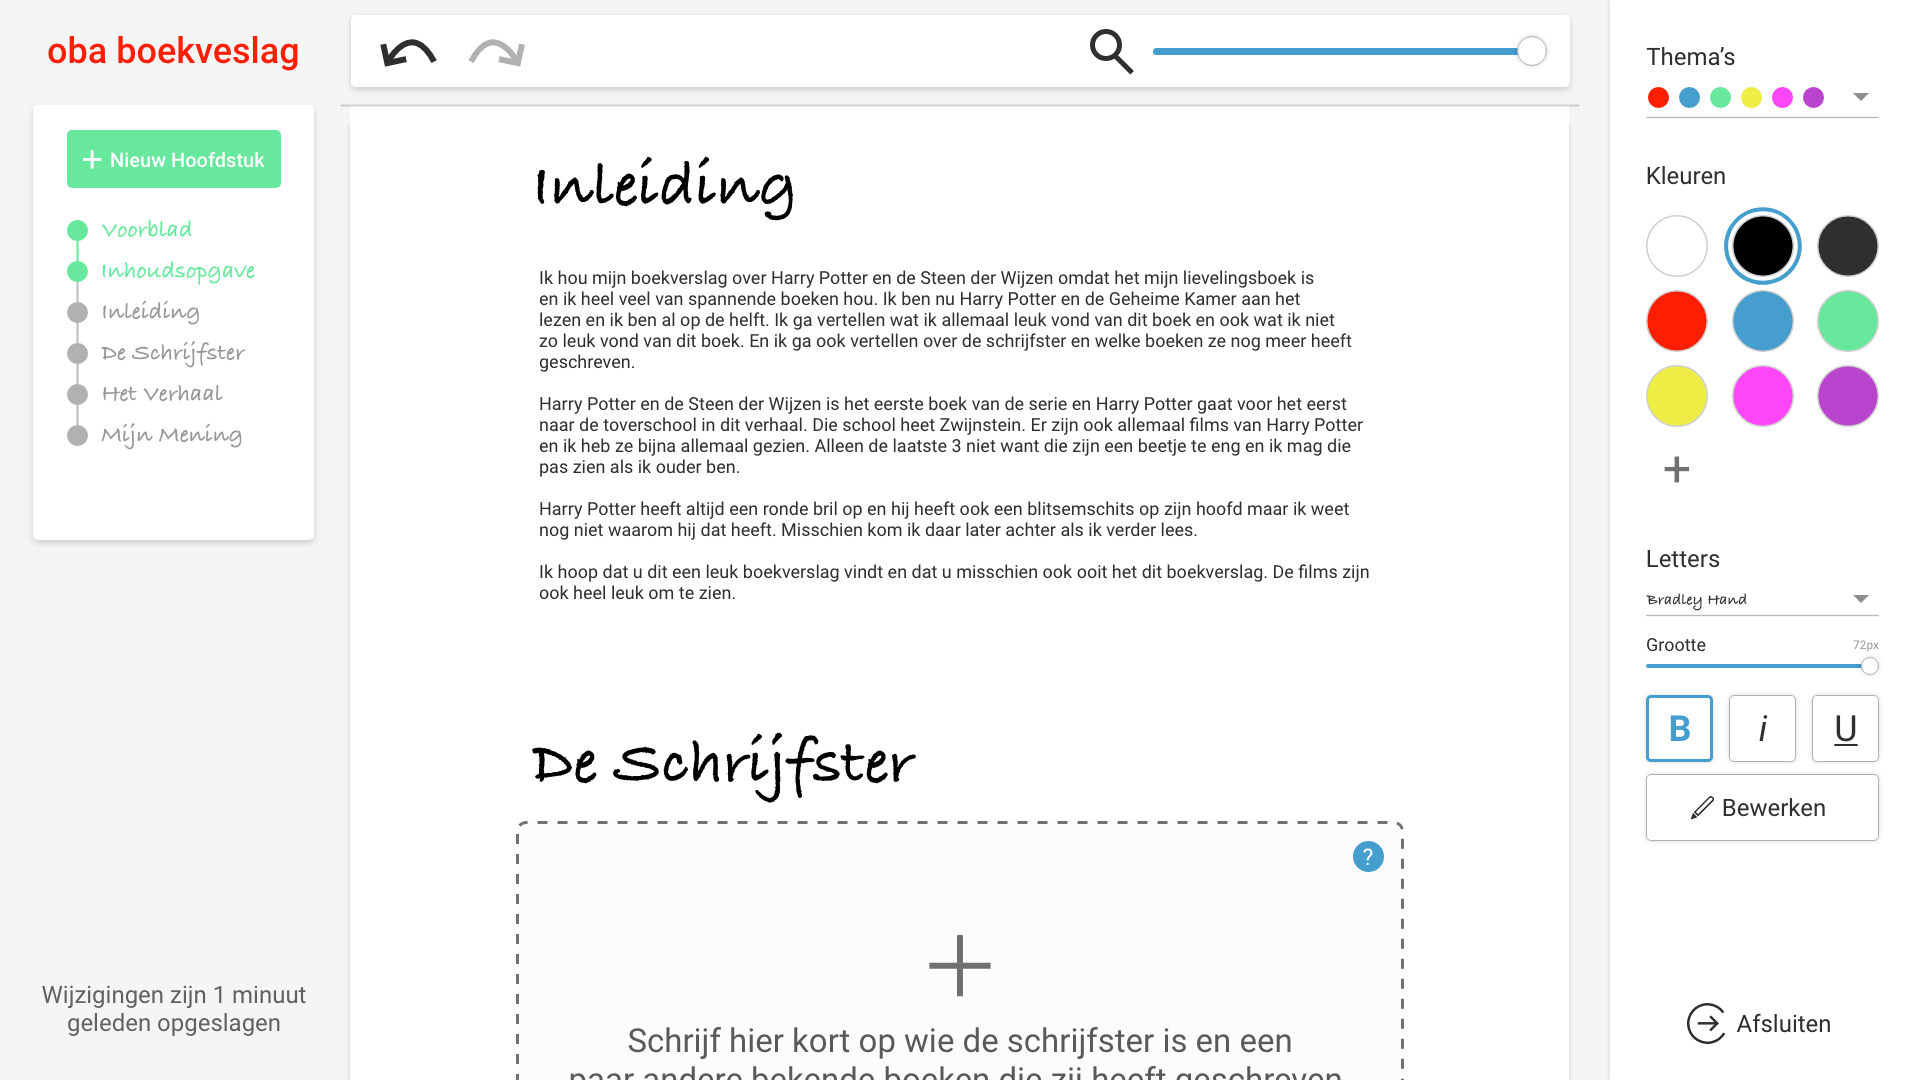 oba boekveslag
+ Nieuw Hoofdstuk
Voorblad
Inhoudsopgave
Inleiding
De Schrijfster
Het Verhaal
Mijn Mening
Wijzigingen zijn 1 minuut
geleden opgeslagen
Inleiding
Ik hou mijn boekverslag over Harry Potter en de Steen der Wijzen omdat het mijn lievelingsboek is
en ik heel veel van spannende boeken hou. Ik ben nu Harry Potter en de Geheime Kamer aan het
lezen en ik ben al op de helft. Ik ga vertellen wat ik allemaal leuk vond van dit boek en ook wat ik niet
zo leuk vond van dit boek. En ik ga ook vertellen over de schrijfster en welke boeken ze nog meer heeft
geschreven.
Harry Potter en de Steen der Wijzen is het eerste boek van de serie en Harry Potter gaat voor het eerst
naar de toverschool in dit verhaal. Die school heet Zwijnstein. Er zijn ook allemaal films van Harry Potter
en ik heb ze bijna allemaal gezien. Alleen de laatste 3 niet want die zijn een beetje te eng en ik mag die
pas zien als ik ouder ben.
Harry Potter heeft altijd een ronde bril op en hij heeft ook een blitsemschits op zijn hoofd maar ik weet
nog niet waarom hij dat heeft. Misschien kom ik daar later achter als ik verder lees.
Ik hoop dat u dit een leuk boekverslag vindt en dat u misschien ook ooit het dit boekverslag. De films zijn
ook heel leuk om te zien.
De Schrijfster
?
Schrijf hier kort op wie de schrijfster is en een
paar andere bekende boeken die zij heeft geschreven
Thema's
Kleuren
Letters
Bradley Hand
Grootte 72px
B i U
Bewerken
Afsluiten